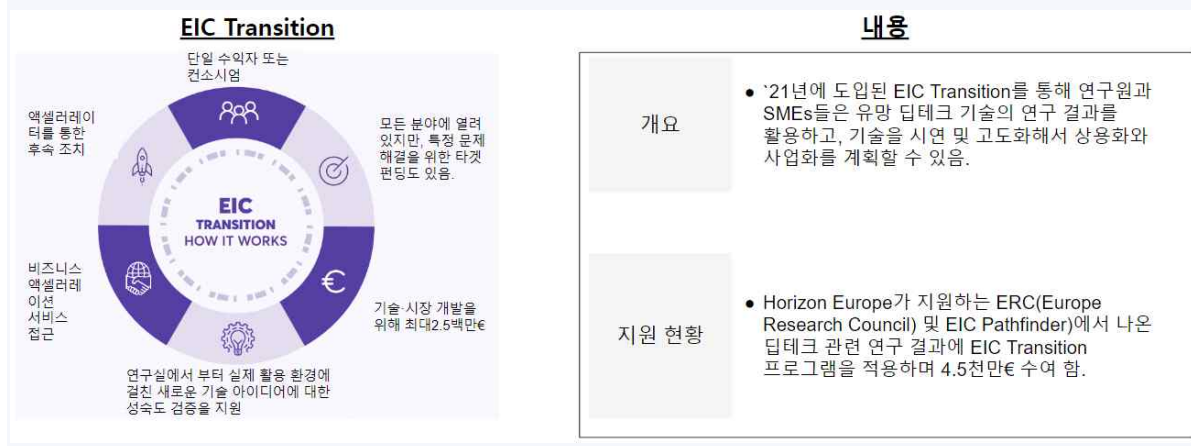 EIC Transition
단일 수익자 또는
컨소시엄
액셀러레이
터를 통한
후속 조치
모든 분야에 열려
있지만, 특정 문제
해결을 위한 타겟
펀딩도 있음.
EIC
TRANSITION
HOW IT WORKS
€
비즈니스
액셀러레
이션
서비스
접근
기술·시장 개발을
위해 최대2.5백만€
연구실에서 부터 실제 활용 환경에
걸친 새로운 기술 아이디어에 대한
성숙도 검증을 지원
내용
개요
● `21년에 도입된 EIC Transition를 통해 연구원과
SMEs들은 유망 딥테크 기술의 연구 결과를
활용하고, 기술을 시연 및 고도화해서 상용화와
사업화를 계획할 수 있음.
지원 현황
● Horizon Europe가 지원하는 ERC(Europe
Research Council) 및 EIC Pathfinder)에서 나온
딥테크 관련 연구 결과에 EIC Transition
프로그램을 적용하며 4.5천만€ 수여 함.